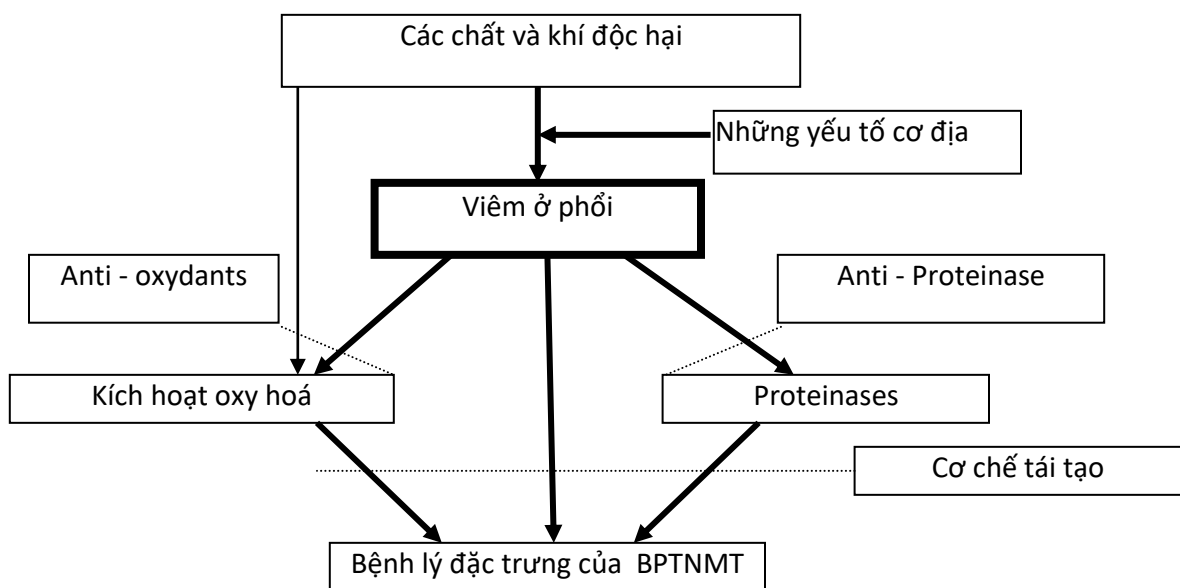 Các chất và khí độc hại
Những yếu tố cơ địa
Viêm ở phổi
Anti - oxydants
Anti - Proteinase
Kích hoạt oxy hoá
Proteinases
Cơ chế tái tạo
Bệnh lý đặc trưng của BPTNMT